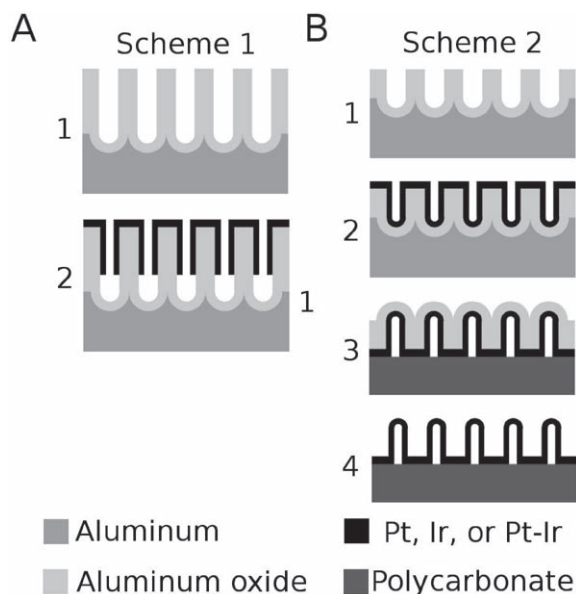 A
Scheme 1
1
2
1
B
Scheme 2
1
2
3
4
Aluminum
Aluminum oxide
Pt, Ir, or Pt-Ir
Polycarbonate